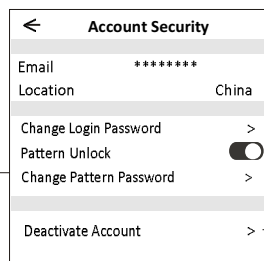 Account Security
Email ********
Location China
Change Login Password >
Pattern Unlock
Change Pattern Password >
Deactivate Account >